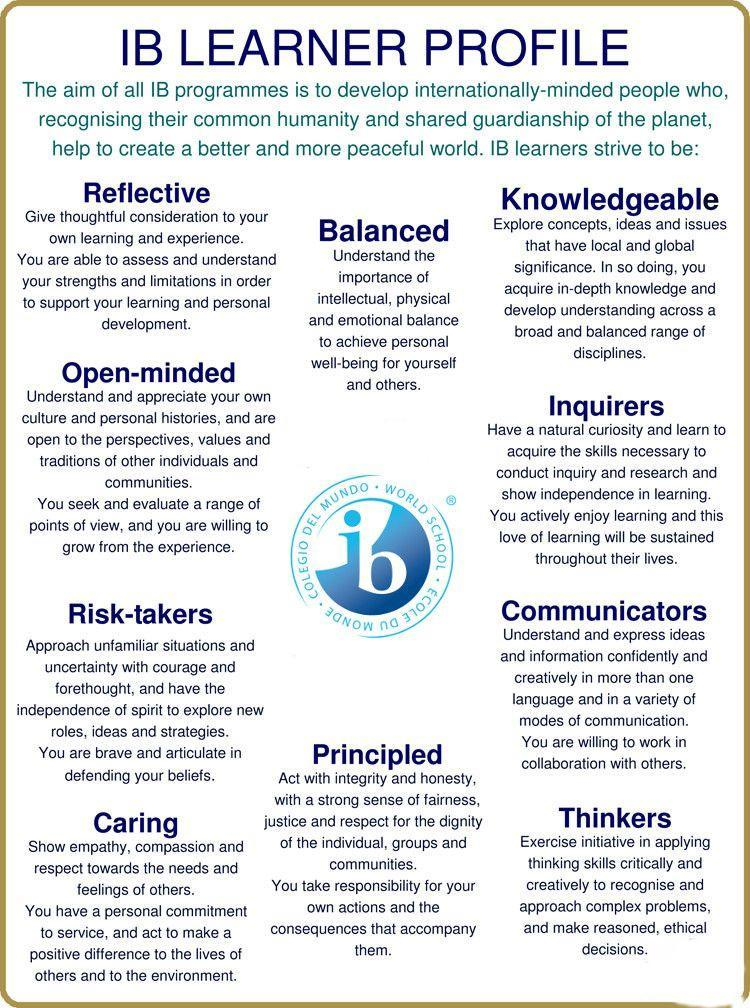 IB LEARNER PROFILE
The aim of all IB programmes is to develop internationally-minded people who,
recognising their common humanity and shared guardianship of the planet,
help to create a better and more peaceful world. IB learners strive to be:
Reflective
Give thoughtful consideration to your
own learning and experience.
You are able to assess and understand
your strengths and limitations in order
to support your learning and personal
development.
Open-minded
Understand and appreciate your own
culture and personal histories, and are
open to the perspectives, values and
traditions of other individuals and
communities.
You seek and evaluate a range of
points of view, and you are willing to
grow from the experience.
Risk-takers
Approach unfamiliar situations and
uncertainty with courage and
forethought, and have the
independence of spirit to explore new
roles, ideas and strategies.
You are brave and articulate in
defending your beliefs.
Caring
Show empathy, compassion and
respect towards the needs and
feelings of others.
You have a personal commitment
to service, and act to make a
positive difference to the lives of
others and to the environment.
Balanced
Understand the
importance of
intellectual, physical
and emotional balance
to achieve personal
well-being for yourself
and others.
COLEGIO DEL MUNDO • WORLD SCHOOL • ÉCOLE DU MONDE •
®
ib
Principled
Act with integrity and honesty,
with a strong sense of fairness,
justice and respect for the dignity
of the individual, groups and
communities.
You take responsibility for your
own actions and the
consequences that accompany
them.
Knowledgeable
Explore concepts, ideas and issues
that have local and global
significance. In so doing, you
acquire in-depth knowledge and
develop understanding across a
broad and balanced range of
disciplines.
Inquirers
Have a natural curiosity and learn to
acquire the skills necessary to
conduct inquiry and research and
show independence in learning.
You actively enjoy learning and this
love of learning will be sustained
throughout their lives.
Communicators
Understand and express ideas
and information confidently and
creatively in more than one
language and in a variety of
modes of communication.
You are willing to work in
collaboration with others.
Thinkers
Exercise initiative in applying
thinking skills critically and
creatively to recognise and
approach complex problems,
and make reasoned, ethical
decisions.